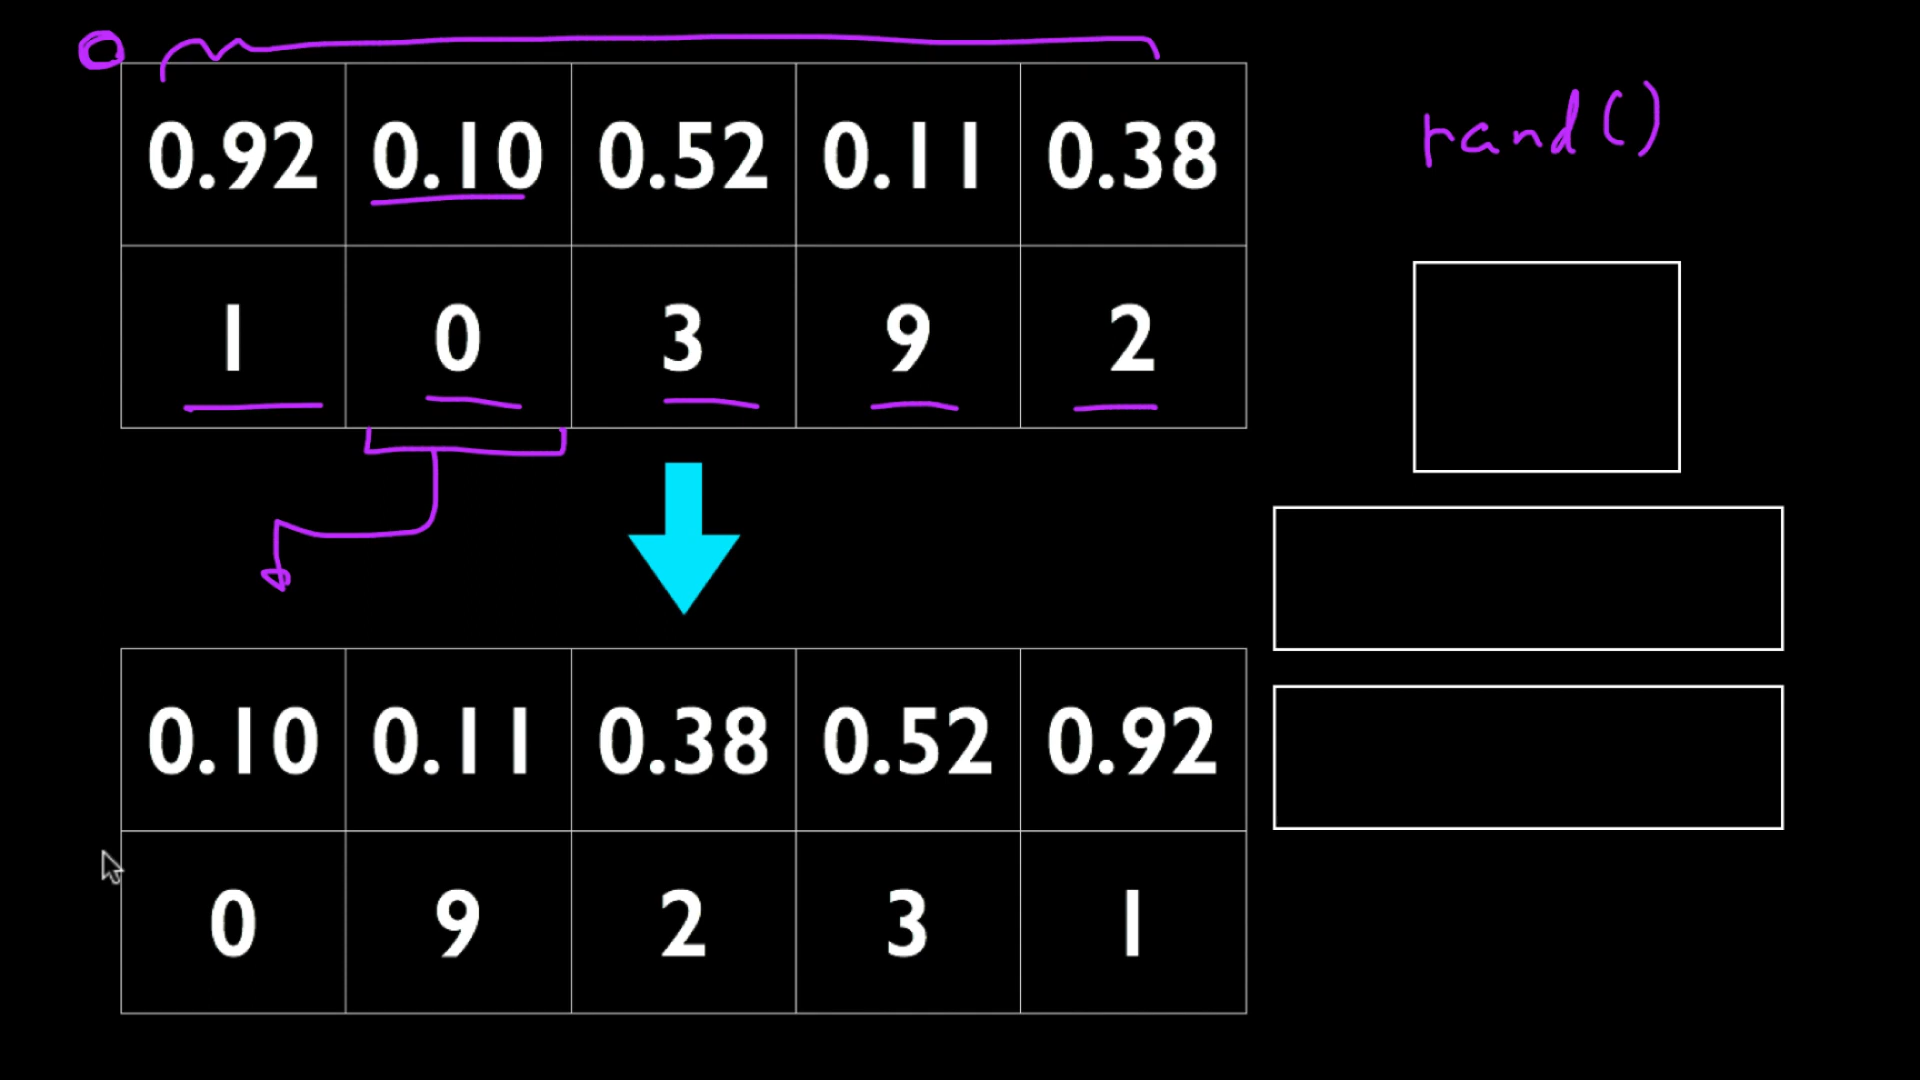 0.92 0.10 0.52 0.11 0.38
rand()
1 0 3 9 2
0.10 0.11 0.38 0.52 0.92
0 9 2 3 1